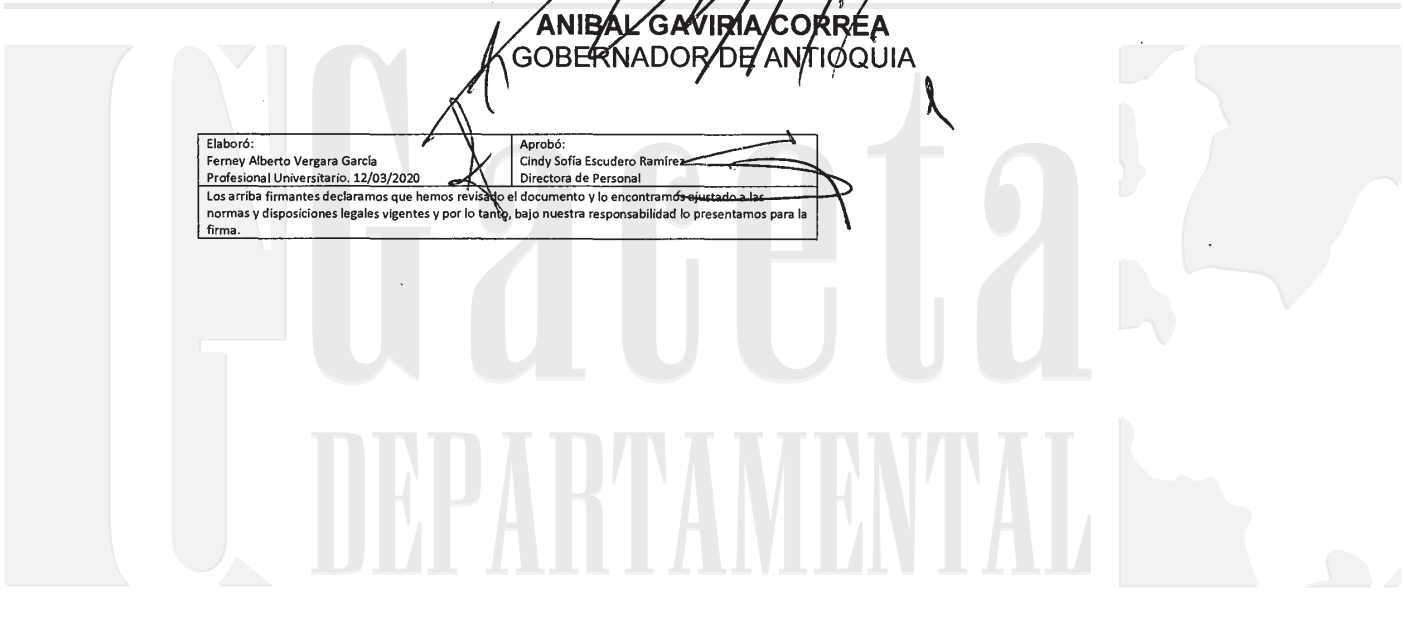 ANIBAL GAVIRIA CORREA
GOBERNADOR DE ANTIOQUIA
Elaboró:
Ferney Alberto Vergara García
Profesional Universitario. 12/03/2020
Aprobó:
Cindy Sofía Escudero Ramírez
Directora de Personal
Los arriba firmantes declaramos que hemos revisado el documento y lo encontramos ajustado a las
normas y disposiciones legales vigentes y por lo tanto, bajo nuestra responsabilidad lo presentamos para la
firma.
Gaceta
DEPARTAMENTAL